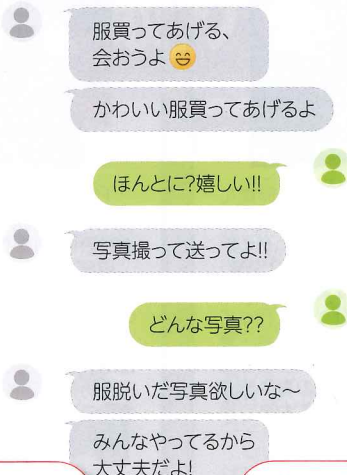 服買ってあげる、
会おうよ😄
かわいい服買ってあげるよ
ほんとに?嬉しい!!
写真撮って送ってよ!!
どんな写真??
服脱いだ写真欲しいな～
みんなやってるから
大丈夫だよ!